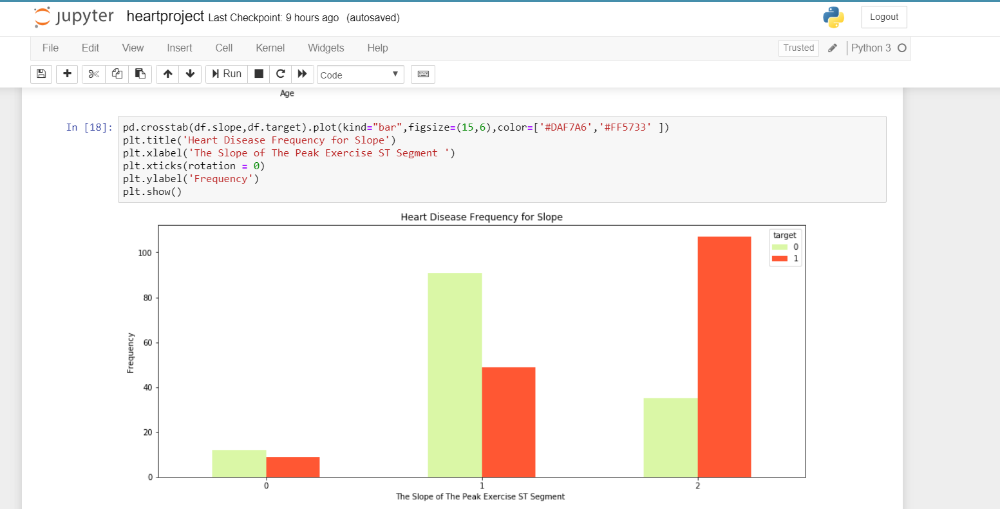 jupyter heartproject Last Checkpoint: 9 hours ago (autosaved)
Logout
File Edit View Insert Cell Kernel Widgets Help
Trusted Python 3
Run Code
Age
In [18]: pd.crosstab(df.slope,df.target).plot(kind="bar",figsize=(15,6),color=['#DAF7A6','#FF5733' ])
plt.title('Heart Disease Frequency for Slope')
plt.xlabel('The Slope of The Peak Exercise ST Segment ')
plt.xticks(rotation = 0)
plt.ylabel('Frequency')
plt.show()
Heart Disease Frequency for Slope
target
0
1
100
80
60
40
20
0
Frequency
0 1 2
The Slope of The Peak Exercise ST Segment